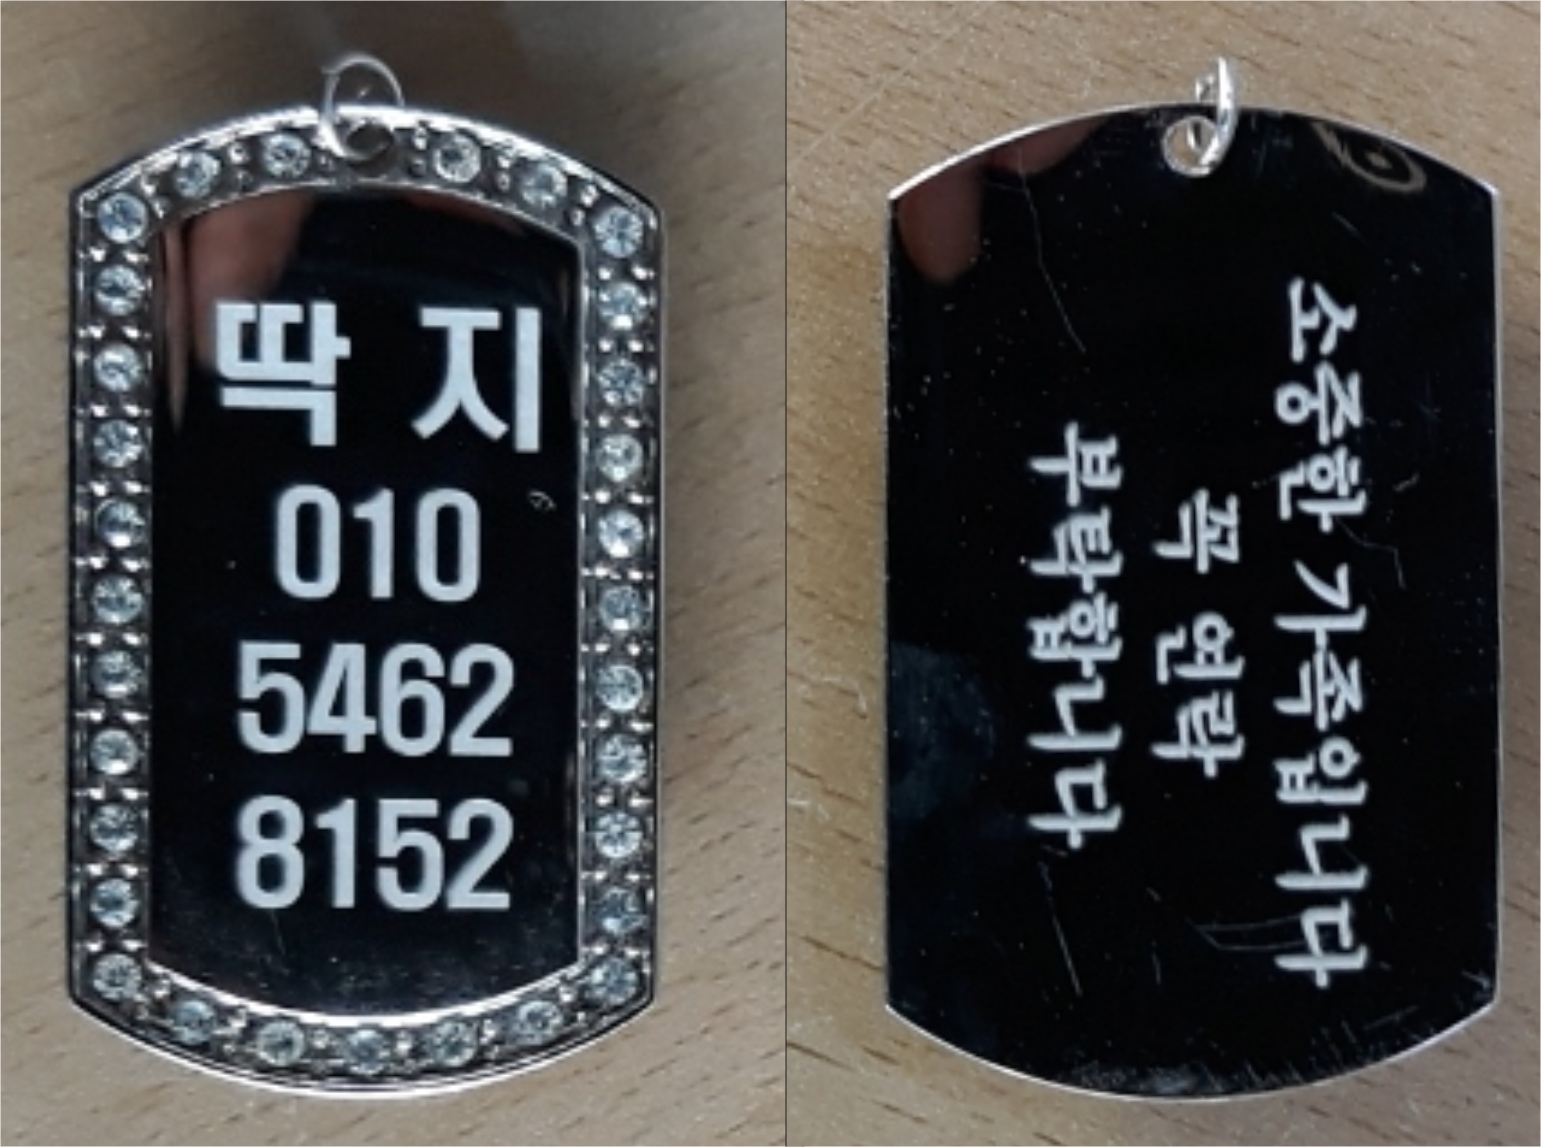 딱 지
010
5462
8152
소중한 가족입니다
꼭 연락
부탁합니다